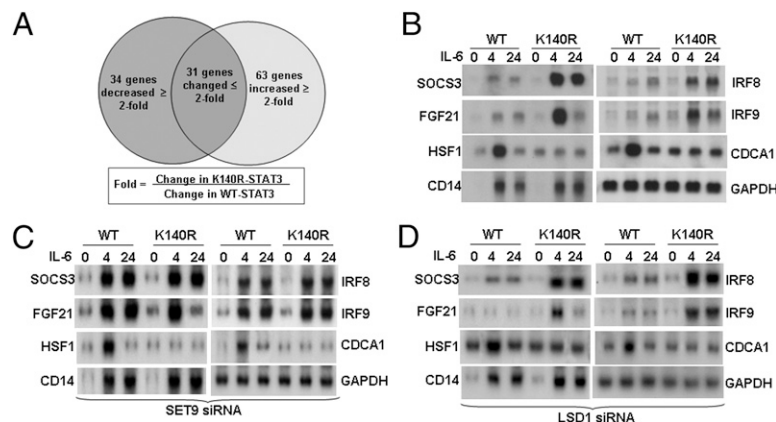 A
34 genes
decreased ≥
2-fold
31 genes
changed ≤
2-fold
63 genes
increased ≥
2-fold
Fold = Change in K140R-STAT3
Change in WT-STAT3
B
WT K140R WT K140R
IL-6 0 4 24 0 4 24 0 4 24 0 4 24
SOCS3 IRF8
FGF21 IRF9
HSF1 CDCA1
CD14 GAPDH
C
WT K140R WT K140R
IL-6 0 4 24 0 4 24 0 4 24 0 4 24
SOCS3 IRF8
FGF21 IRF9
HSF1 CDCA1
CD14 GAPDH
SET9 siRNA
D
WT K140R WT K140R
IL-6 0 4 24 0 4 24 0 4 24 0 4 24
SOCS3 IRF8
FGF21 IRF9
HSF1 CDCA1
CD14 GAPDH
LSD1 siRNA